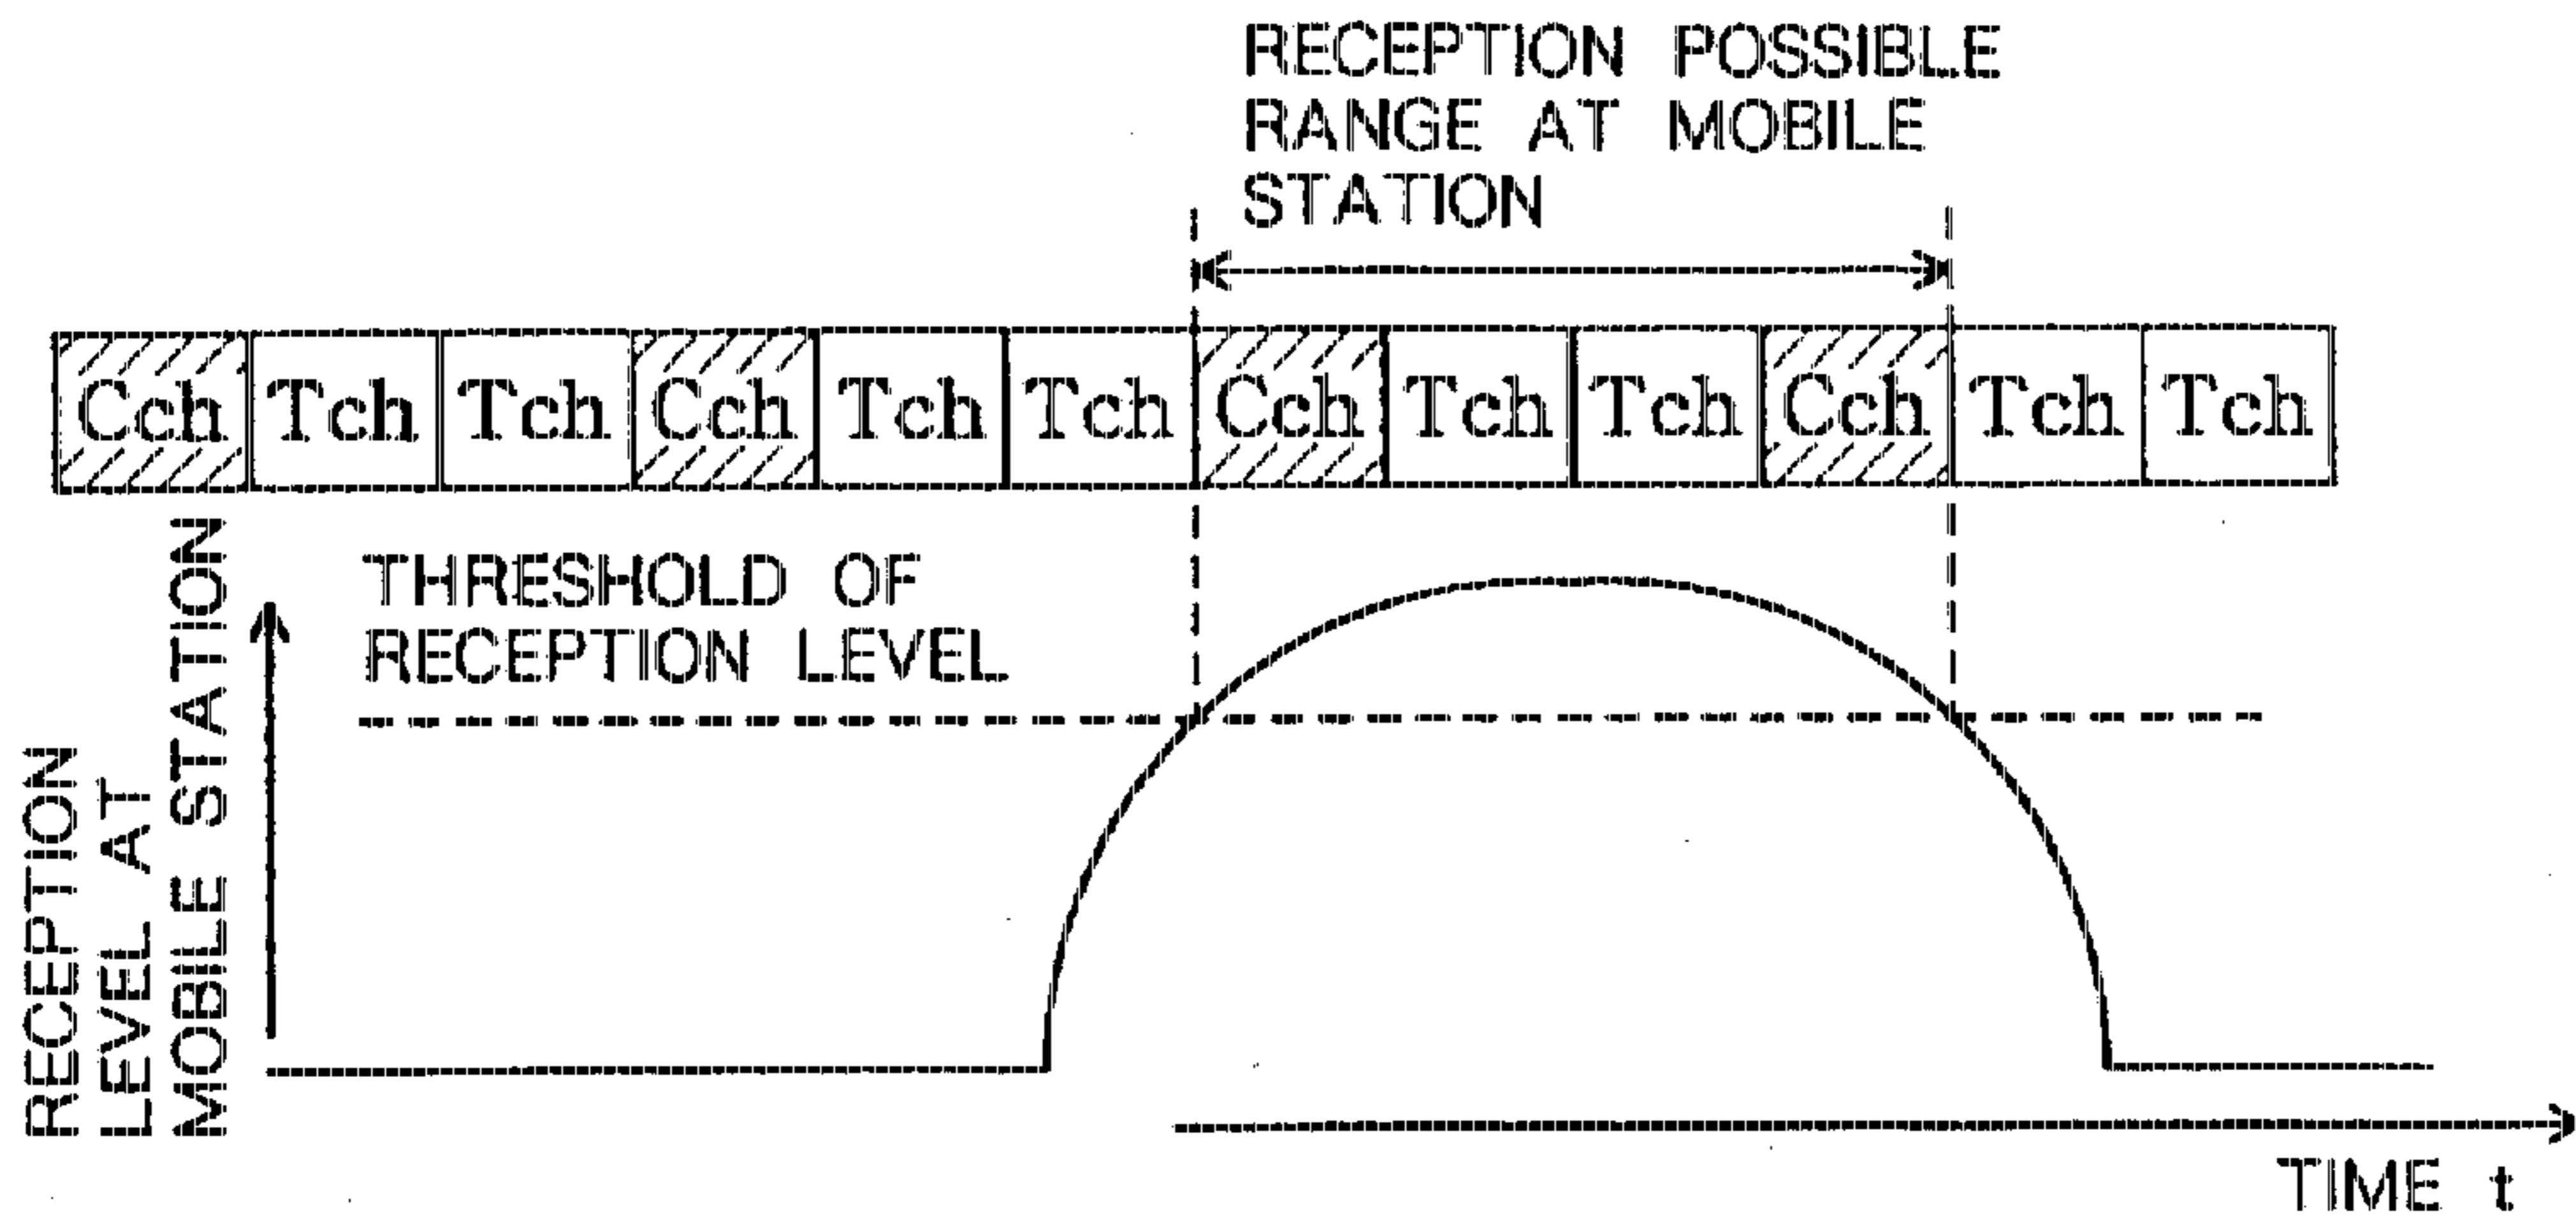 RECEPTION POSSIBLE
RANGE AT MOBILE
STATION
Cch Tch Tch Cch Tch Tch Cch Tch Tch Cch Tch Tch
THRESHOLD OF
RECEPTION LEVEL
RECEPTION
LEVEL AT
MOBILE STATION
TIME t